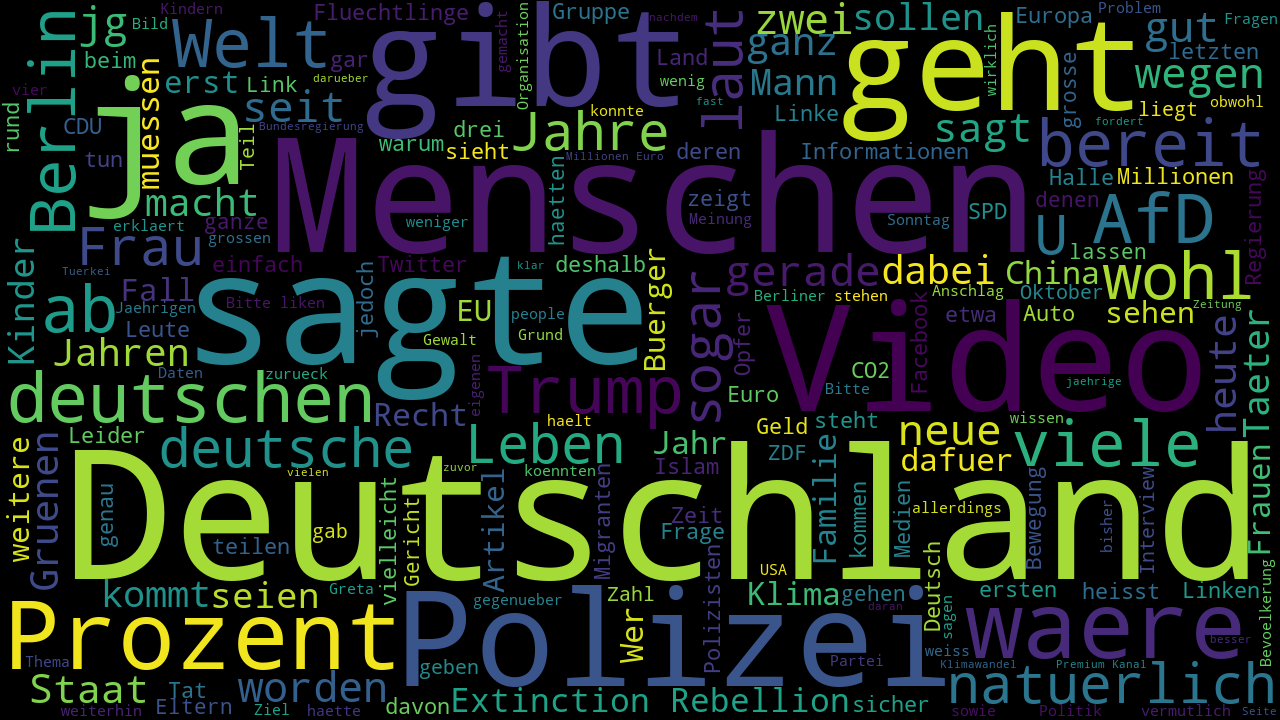 Kindern
Fluechtlinge
Gruppe
nachdem
zwei
sollen
Europa
Problem
Fragen
jg
Bild
Welt
gibt
gemacht
Organisation
laut
ganz
geht
wirklich
gut
letzten
Berlin
beim
gar
darueber
Land
Mann
grosse
wegen
vier
erst
Link
wenig
fast
Linke
liegt
obwohl
rund
CDU
muessen
ja
seit
Bundesregierung
konnte
Jahre
sagt
fordert
bereit
tun
Teil
warum
drei
sieht
Millionen Euro
deren
Informationen
Halle
Millionen
macht
Menschen
haetten
zeigt
Meinung
Sonntag
SPD
denen
AfD
Regierung
erklaert
ganze
grossen
weniger
U
Frau
Kinder
Tuerkei
einfach
Twitter
klar
deshalb
Buerger
sogar
gerade
dabei
China
lassen
wohl
Fall
Jaehrigen
Bitte liken
jedoch
sagte
EU
people
Berliner
stehen
Anschlag
Oktober
Zeitung
ab
Leute
Gewalt
Grund
Opfer
Video
Facebook
etwa
Auto
sehen
heute
Taeter
Jahren
Daten
zurueck
eigenen
Trump
Euro
CO2
Bitte
jaehrige
deutschen
Recht
haelt
Leider
deutsche
Leben
Jahr
Geld
steht
neue
wissen
viele
Frauen
weitere
Gruenen
genau
vielen
zuvor
koennten
Islam
ZDF
Familie
dafuer
Deutschland
gab
vielleicht
Gericht
Artikel
Migranten
Zeit
Frage
kommen
Medien
allerdings
Bewegung
bisher
Interview
teilen
Polizisten
USA
Deutsch
Bevoelkerung
kommt
seien
Greta
gegenueber
Zahl
Klima
gehen
daran
sagen
ersten
heisst
Linken
Prozent
Polizei
Wer
waere
besser
Thema
geben
Partei
weiss
Klimawandel
Premium Kanal
Staat
Tat
worden
natuerlich
weiterhin
Eltern
Ziel
haette
davon
Extinction Rebellion
sicher
sowie
Politik
vermutlich
Seite